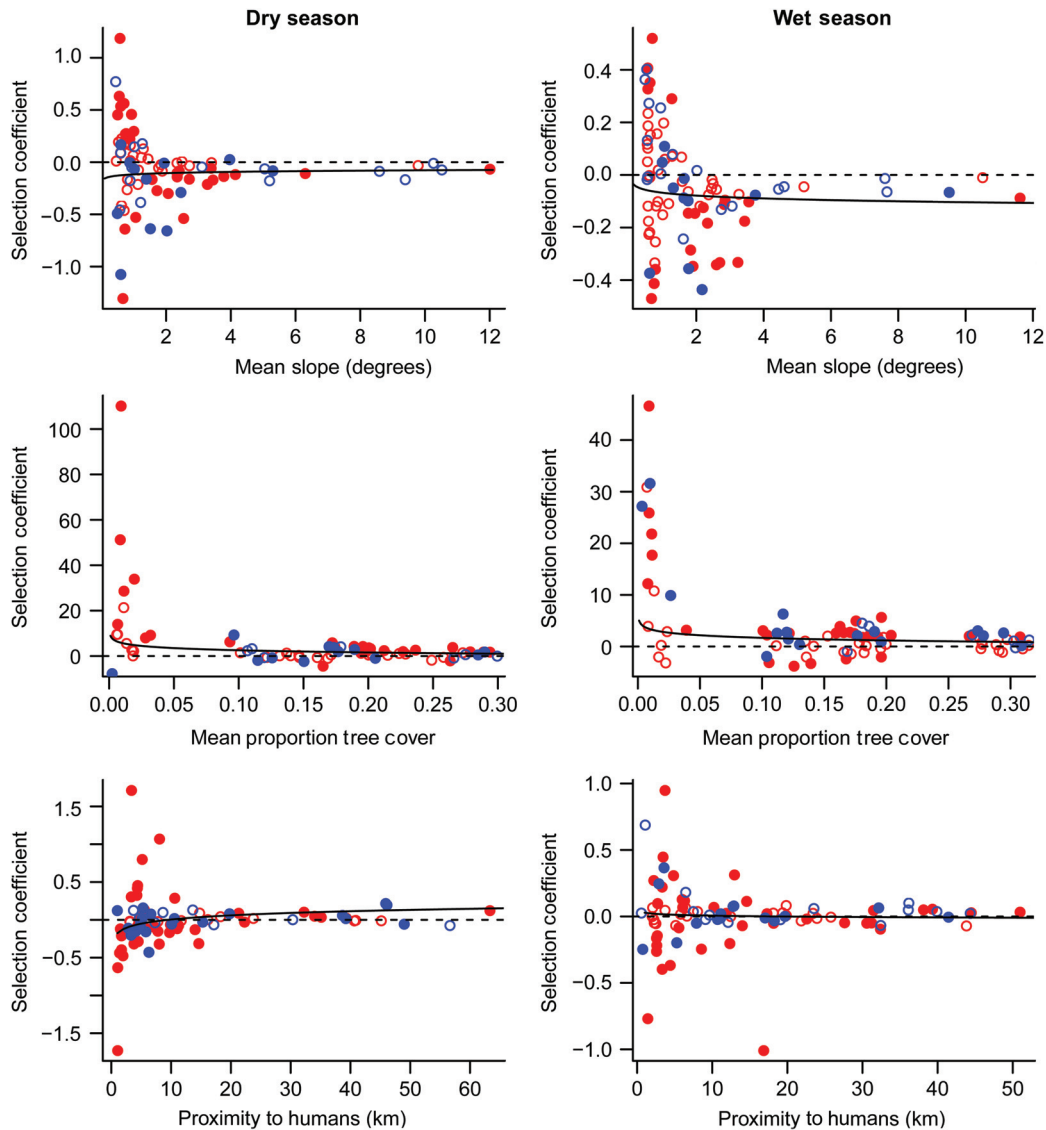 Dry season
Wet season
Selection coefficient
1.0
0.5
0.0
−0.5
−1.0
2 4 6 8 10 12
Mean slope (degrees)
Selection coefficient
0.4
0.2
0.0
−0.2
−0.4
2 4 6 8 10 12
Mean slope (degrees)
Selection coefficient
100
80
60
40
20
0
0.00 0.05 0.10 0.15 0.20 0.25 0.30
Mean proportion tree cover
Selection coefficient
40
30
20
10
0
0.00 0.05 0.10 0.15 0.20 0.25 0.30
Mean proportion tree cover
Selection coefficient
1.5
0.5
−0.5
−1.5
0 10 20 30 40 50 60
Proximity to humans (km)
Selection coefficient
1.0
0.5
0.0
−0.5
−1.0
0 10 20 30 40 50
Proximity to humans (km)